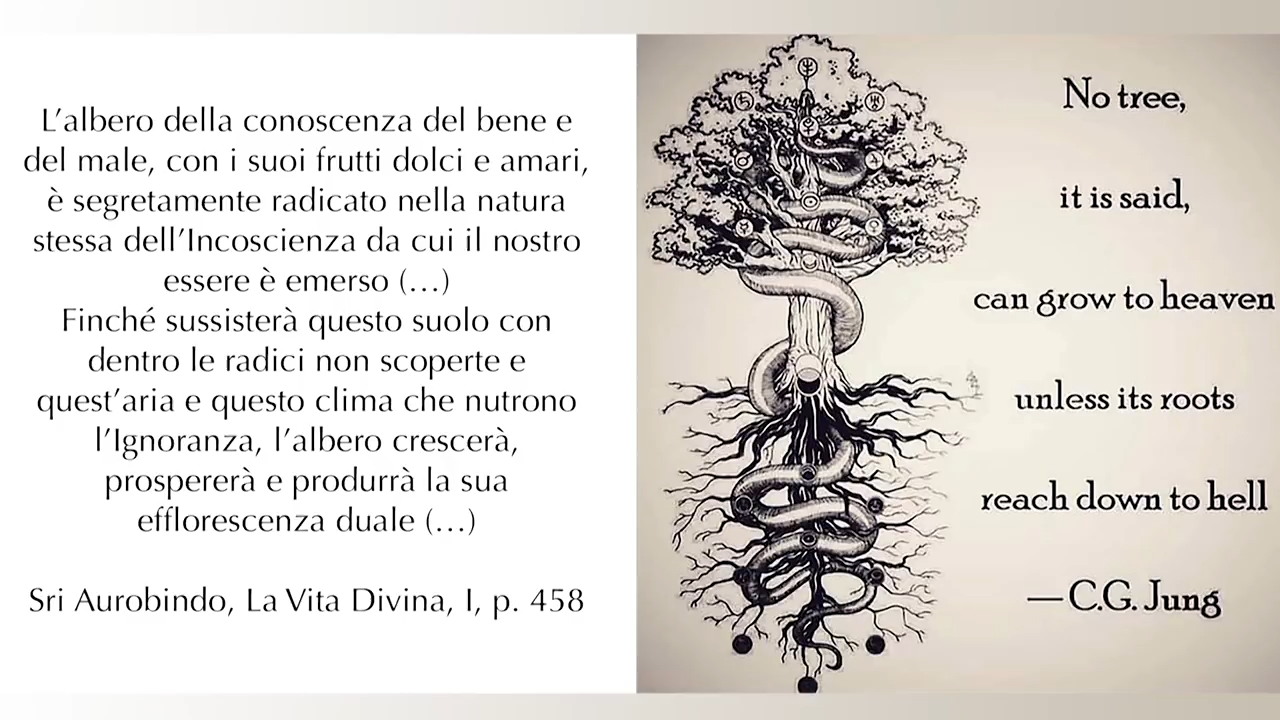 L'albero della conoscenza del bene e
del male, con i suoi frutti dolci e amari,
è segretamente radicato nella natura
stessa dell'Incoscienza da cui il nostro
essere è emerso (...)
Finché sussisterà questo suolo con
dentro le radici non scoperte e
quest'aria e questo clima che nutrono
l'Ignoranza, l'albero crescerà,
prospererà e produrrà la sua
efflorescenza duale (...)
Sri Aurobindo, La Vita Divina, I, p. 458
No tree,
it is said,
can grow to heaven
unless its roots
reach down to hell
—C.G. Jung